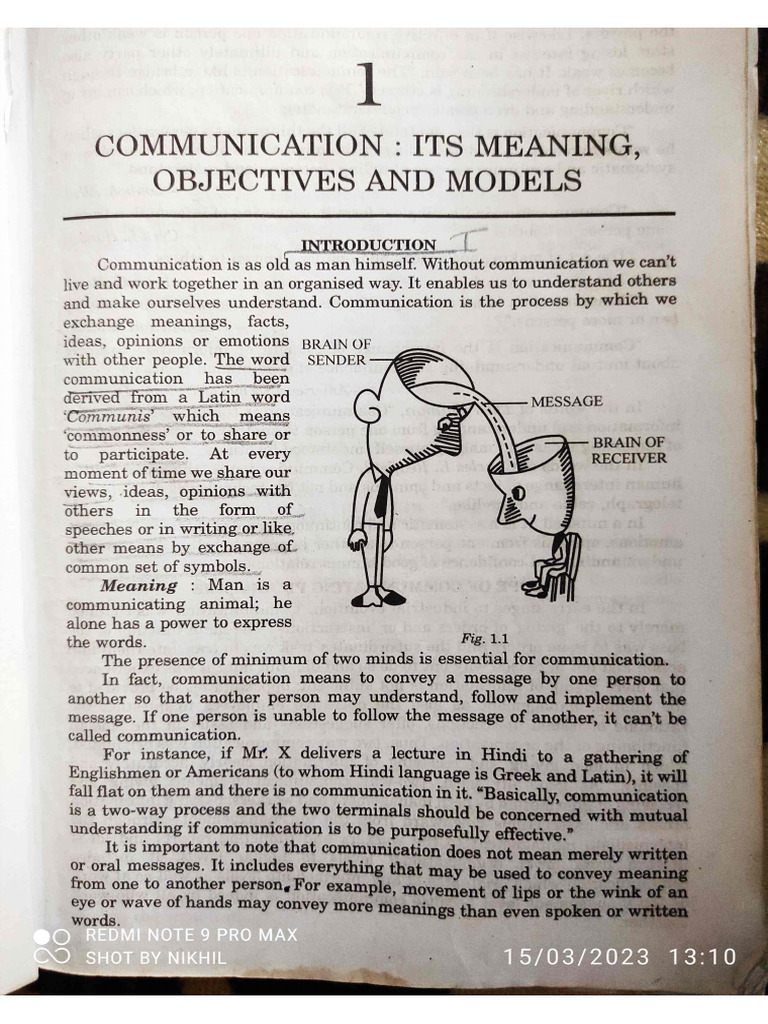 1
COMMUNICATION : ITS MEANING,
OBJECTIVES AND MODELS
INTRODUCTION I
Communication is as old as man himself. Without communication we can't
live and work together in an organised way. It enables us to understand others
and make ourselves understand. Communication is the process by which we
exchange meanings, facts,
ideas, opinions or emotions
with other people. The word
communication has been
derived from a Latin word
'Communis' which means
'commonness' or to share or
to participate. At every
moment of time we share our
views, ideas, opinions with
others in the form of
speeches or in writing or like
other means by exchange of
common set of symbols.
Meaning : Man is a
communicating animal; he
alone has a power to express
the words.
BRAIN OF
SENDER
MESSAGE
BRAIN OF
RECEIVER
Fig. 1.1
The presence of minimum of two minds is essential for communication.
In fact, communication means to convey a message by one person to
another so that another person may understand, follow and implement the
message. If one person is unable to follow the message of another, it can't be
called communication.
For instance, if Mr. X delivers a lecture in Hindi to a gathering of
Englishmen or Americans (to whom Hindi language is Greek and Latin), it will
fall flat on them and there is no communication in it. "Basically, communication
is a two-way process and the two terminals should be concerned with mutual
understanding if communication is to be purposefully effective."
It is important to note that communication does not mean merely written
or oral messages. It includes everything that may be used to convey meaning
from one to another person. For example, movement of lips or the wink of an
eye or wave of hands may convey more meanings than even spoken or written
words.
REDMI NOTE 9 PRO MAX
SHOT BY NIKHIL
15/03/2023 13:10